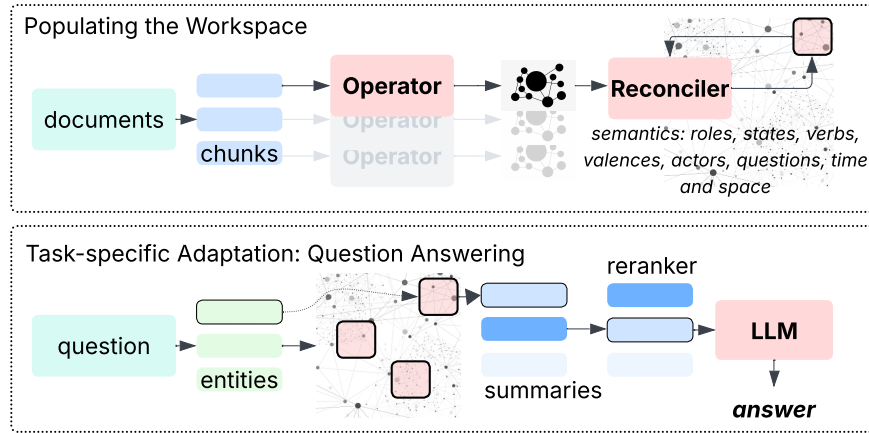 Populating the Workspace
documents
chunks
Operator
Operator
Operator
Reconciler
semantics: roles, states, verbs,
valences, actors, questions, time
and space
Task-specific Adaptation: Question Answering
question
entities
summaries
reranker
LLM
answer